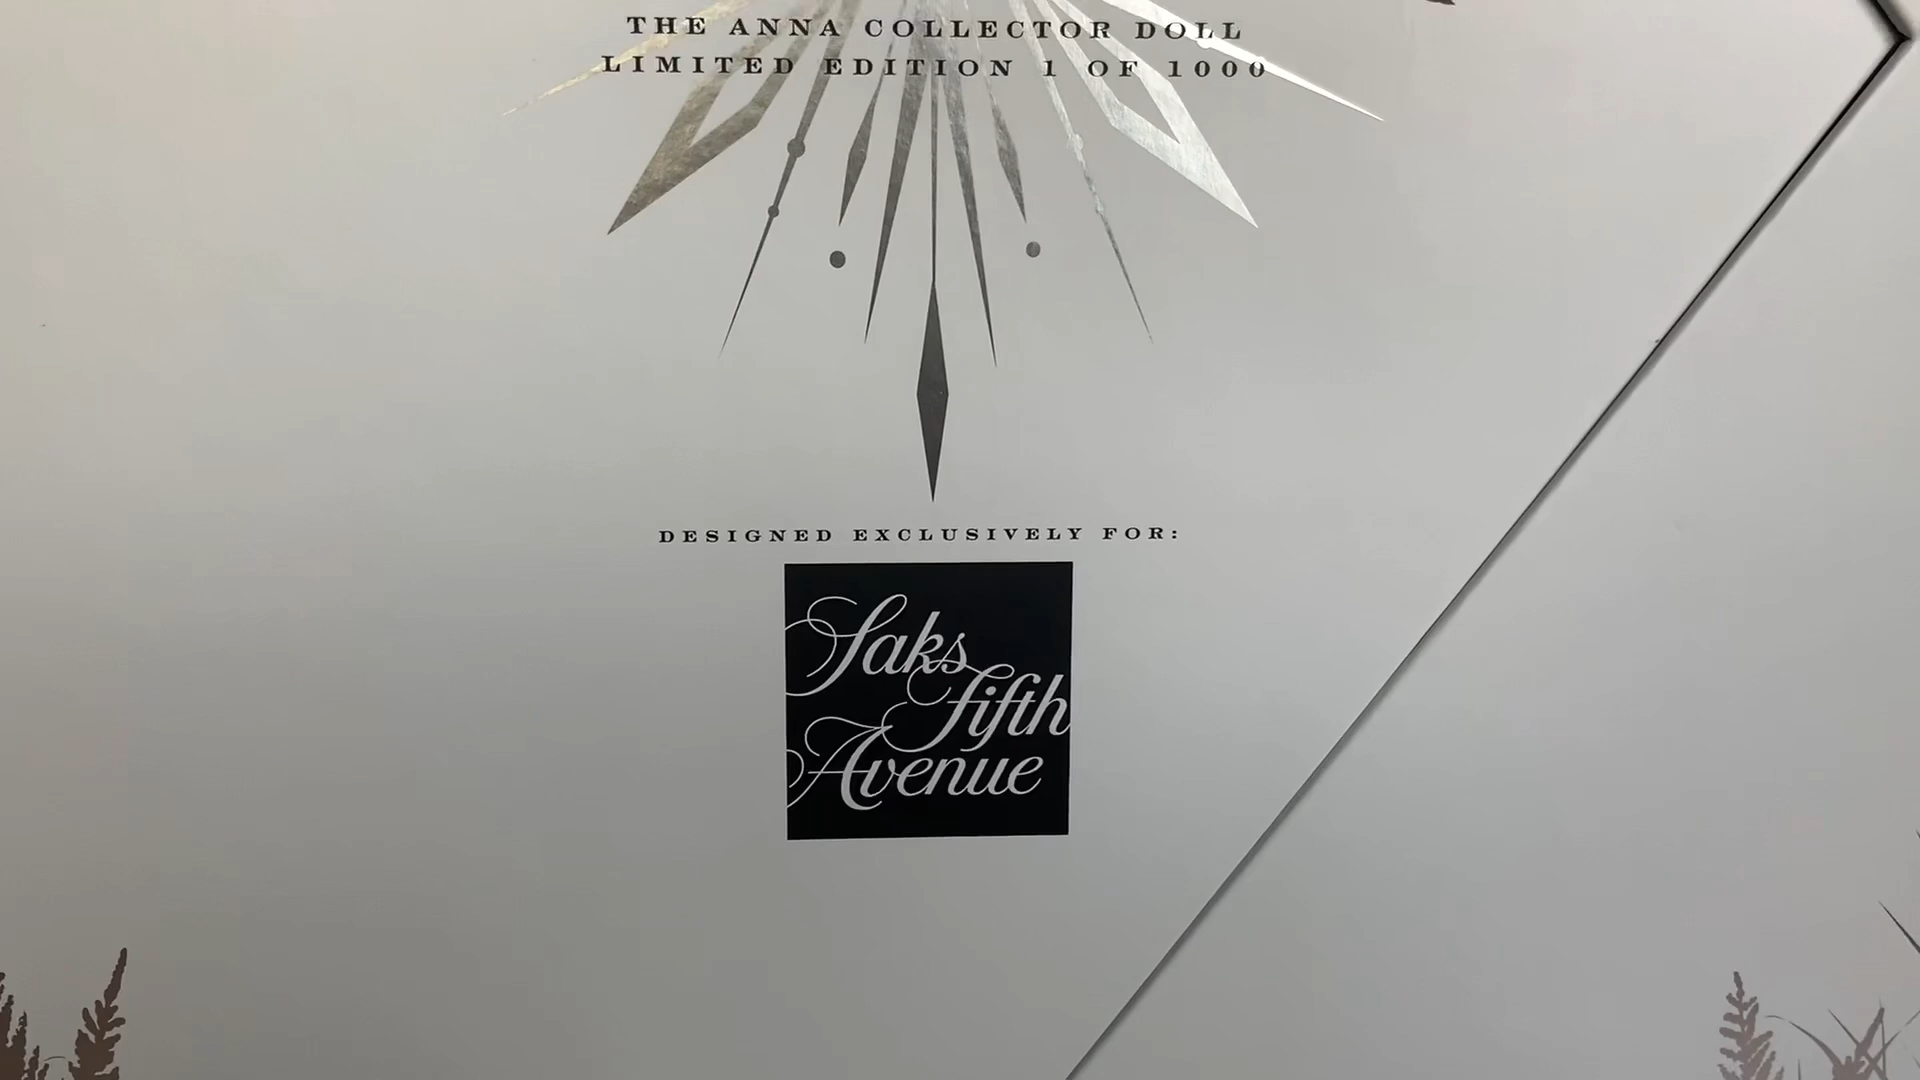 THE ANNA COLLECTOR DOLL
LIMITED EDITION 1 OF 1000
DESIGNED EXCLUSIVELY FOR:
Saks
fifth
Avenue